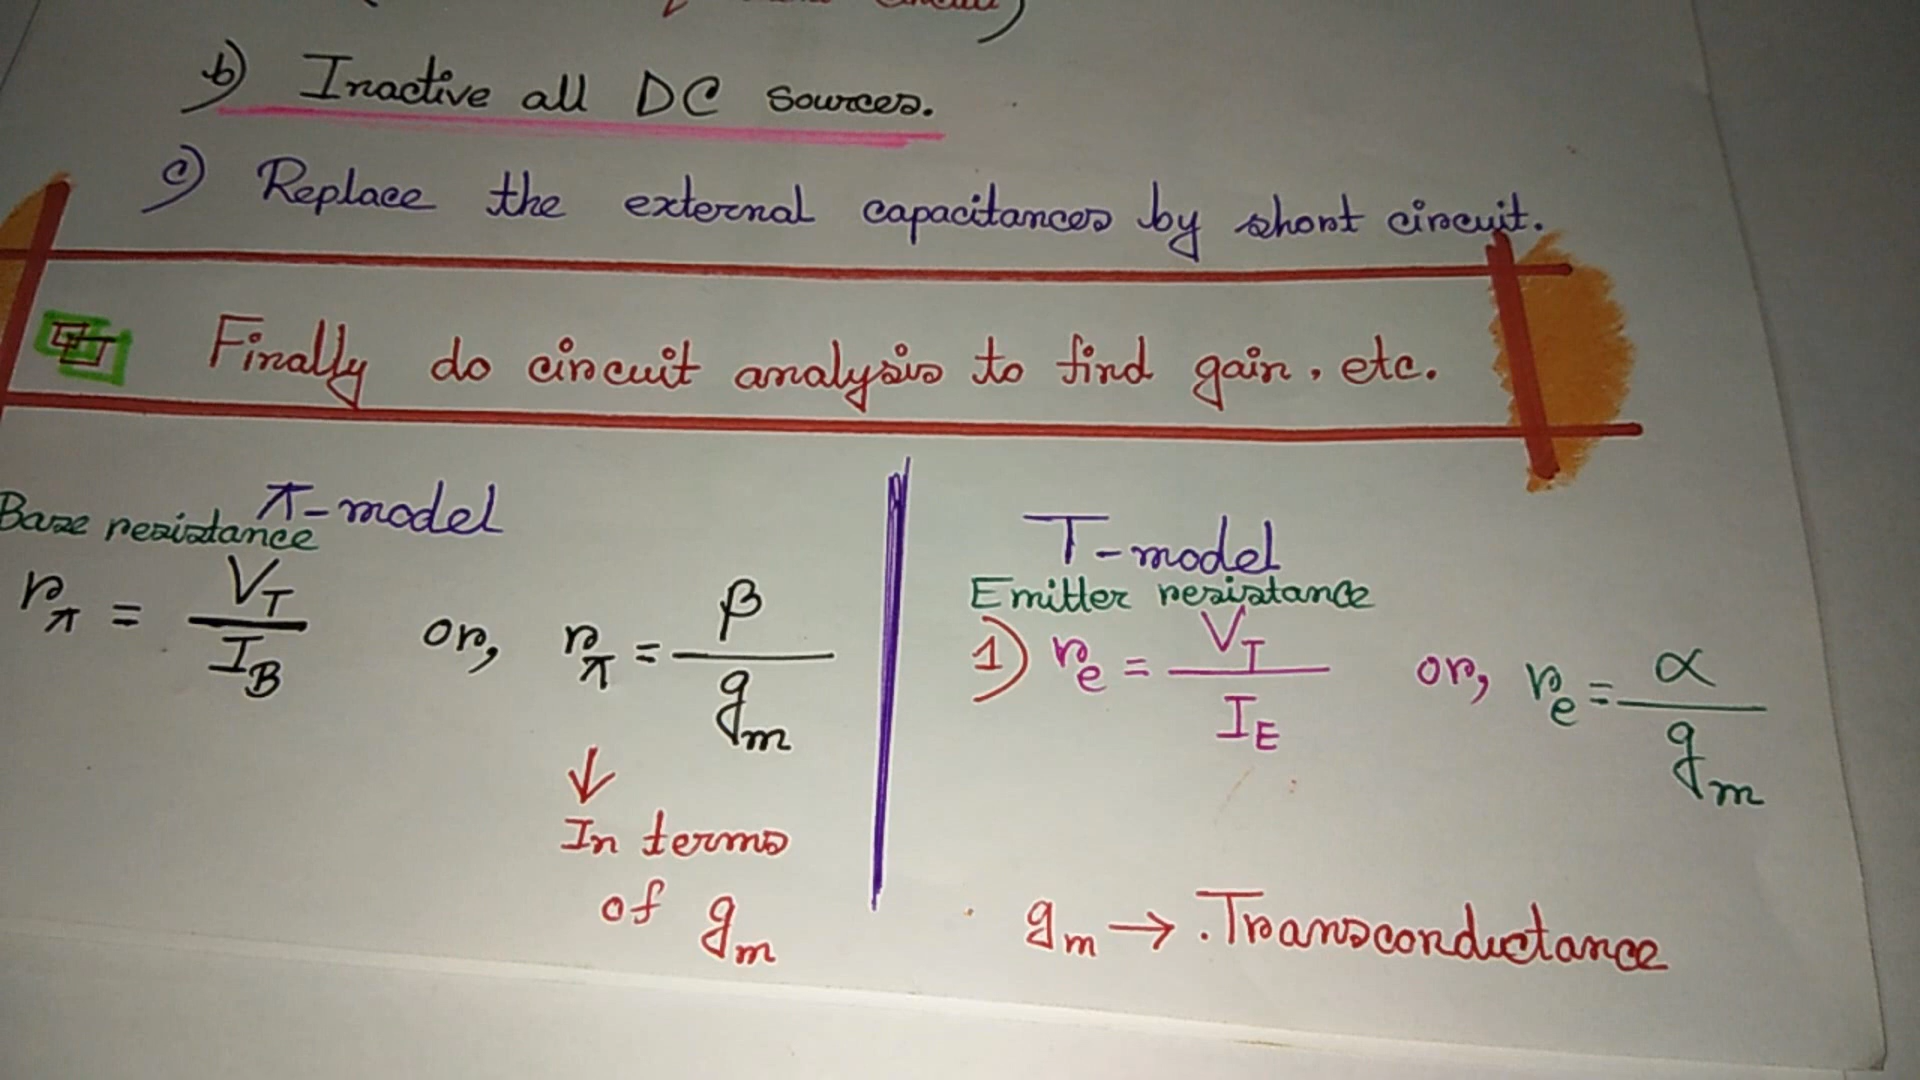 circuit)
b) Inactive all DC sources.
c) Replace the external capacitances by short circuit.
Finally do circuit analysis to find gain, etc.
π-model
Base resistance
rπ = VT / IB or, rπ = β / gm
↓
In terms
of gm
T-model
Emitter resistance
1) re = VT / IE or, re = α / gm
gm → .Transconductance